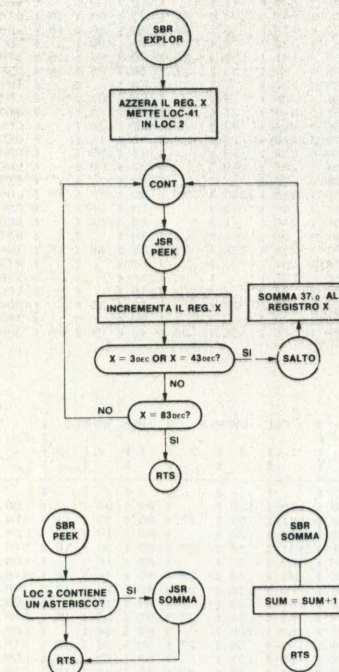 SBR
EXPLOR
AZZERA IL REG. X
METTE LOC-41
IN LOC 2
CONT
JSR
PEEK
INCREMENTA IL REG. X
SOMMA 37.0 AL
REGISTRO X
X = 3DEC OR X = 43DEC?
SI
SALTO
NO
NO
X = 83DEC?
SI
RTS
SBR
PEEK
SBR
SOMMA
LOC 2 CONTIENE
UN ASTERISCO?
SI
JSR
SOMMA
SUM = SUM+1
RTS
RTS